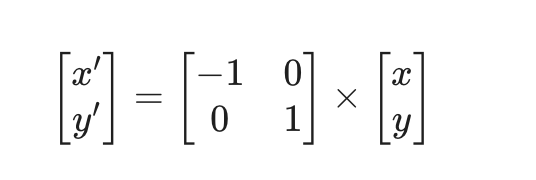 [x′ y′] = [−1 0 0 1] × [x y]